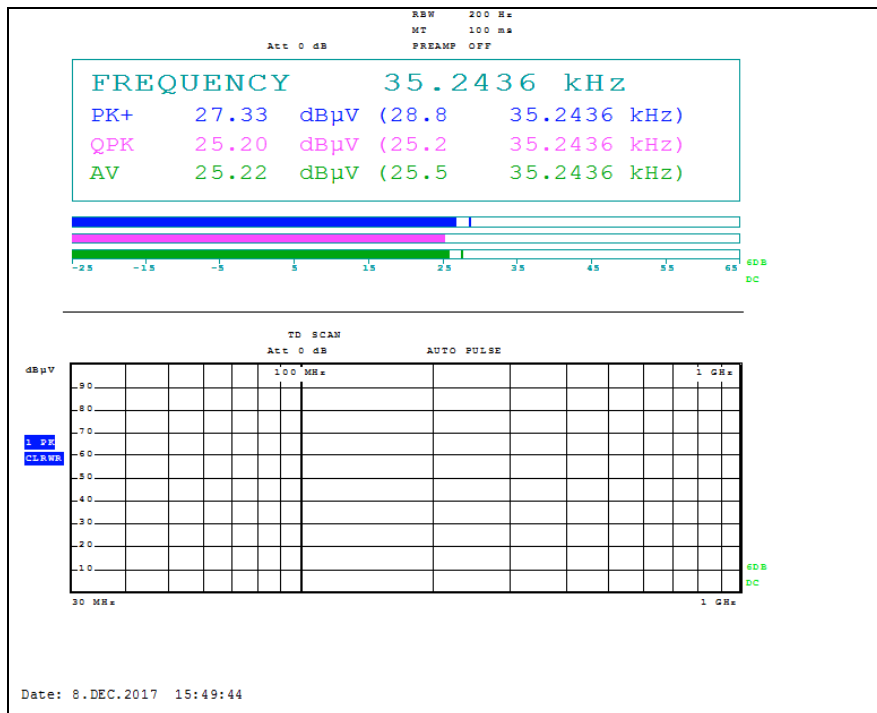 RBW 200 Hz
MT 100 ms
Att 0 dB PREAMP OFF
FREQUENCY 35.2436 kHz
PK+ 27.33 dBµV (28.8 35.2436 kHz)
QPK 25.20 dBµV (25.2 35.2436 kHz)
AV 25.22 dBµV (25.5 35.2436 kHz)
-25 -15 -5 5 15 25 35 45 55 65
6DB
DC
TD SCAN
Att 0 dB AUTO PULSE
dBµV
100 MHz 1 GHz
90
80
70
1 PK
60
CLRWR
50
40
30
20
10
6DB
DC
30 MHz 1 GHz
Date: 8.DEC.2017 15:49:44